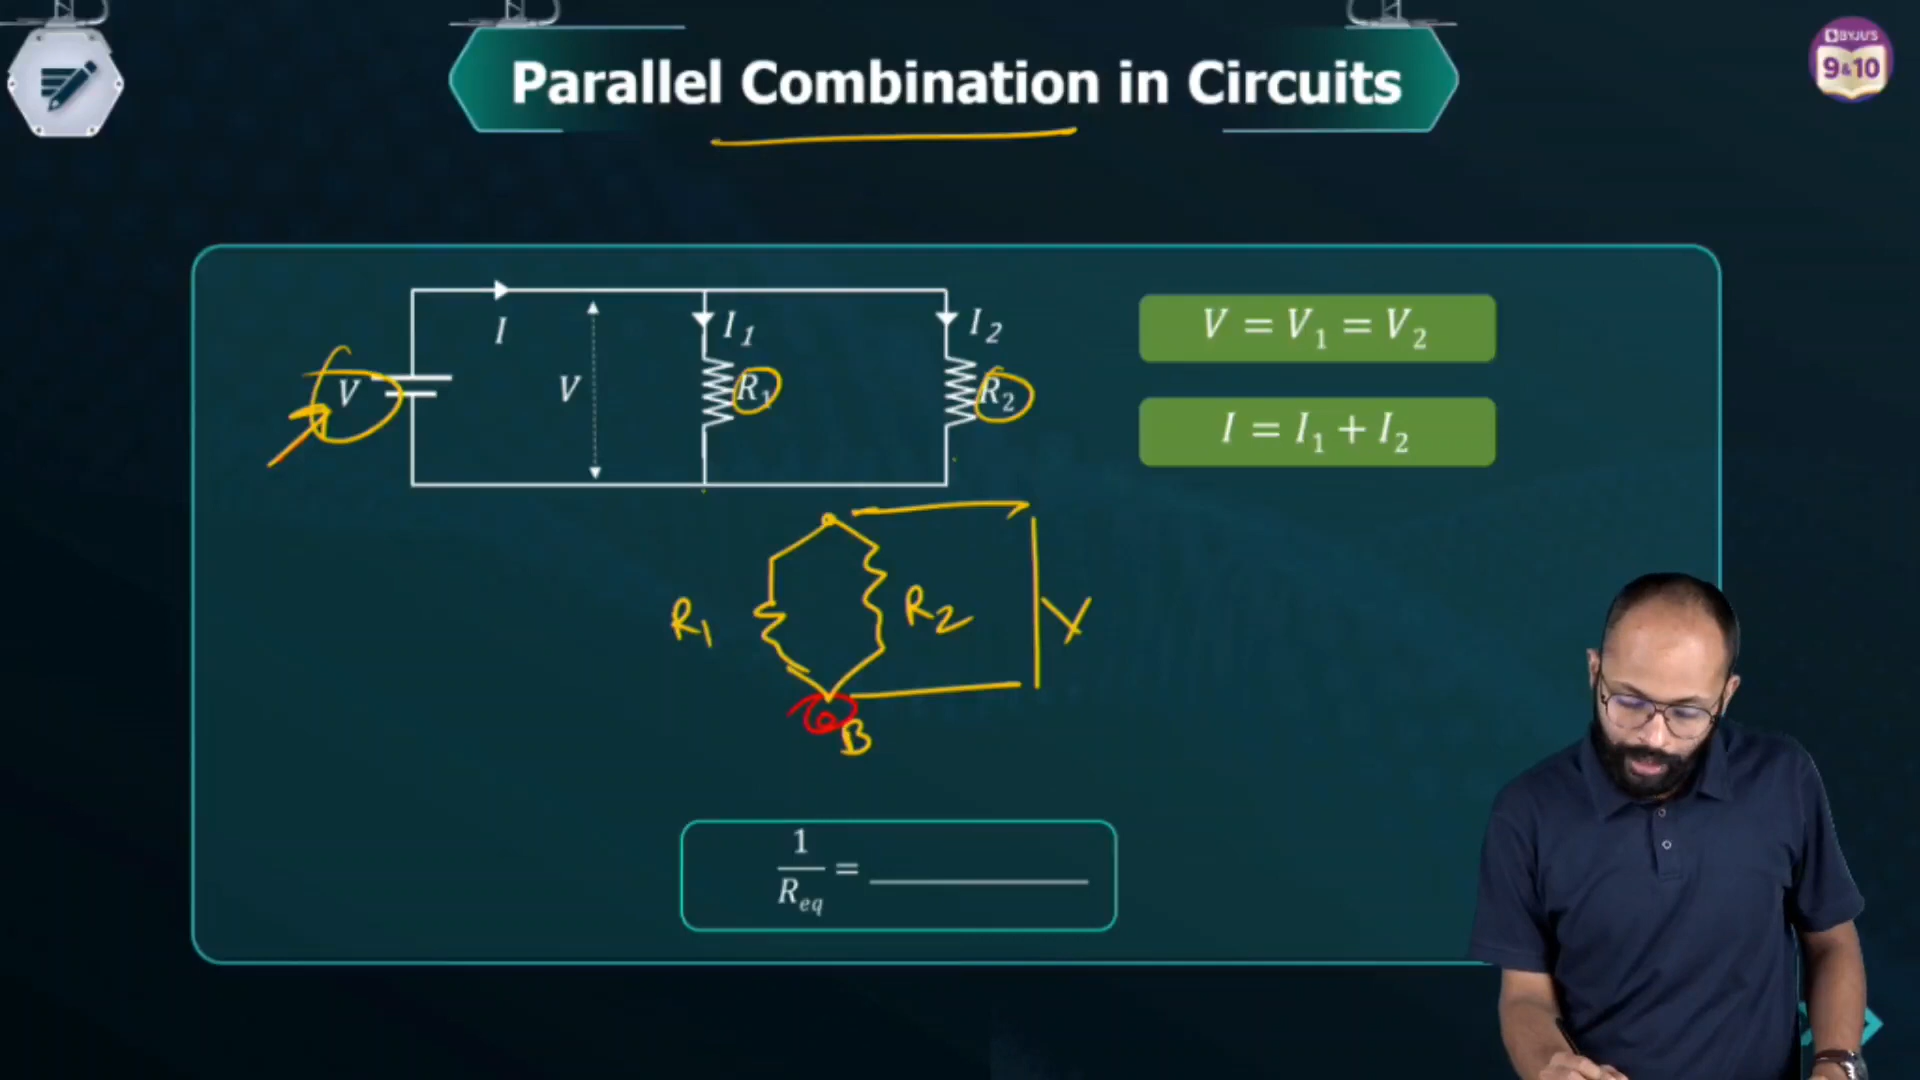 Parallel Combination in Circuits
BYJU'S
9&10
I
I₁
I₂
V = V₁ = V₂
V
V
R₁
R₂
I = I₁ + I₂
R₁
R₂
V
B
1/R_eq = ________